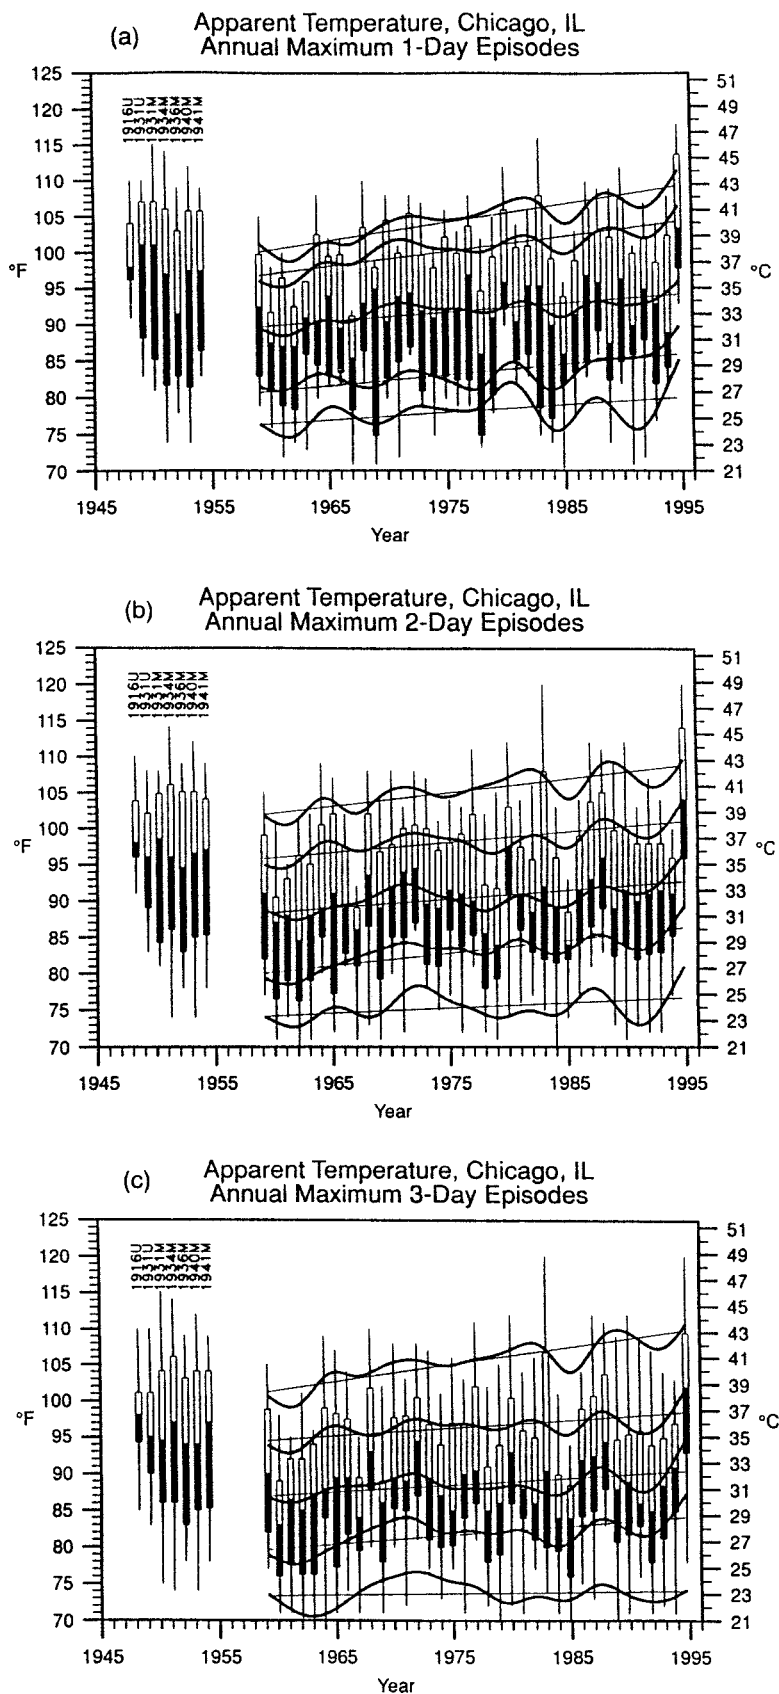 (a)
Apparent Temperature, Chicago, IL
Annual Maximum 1-Day Episodes
125
120
115
110
105
100
95
90
85
80
75
70
°F
1916U
1931U
1931M
1934M
1936M
1940M
1941M
51
49
47
45
43
41
39
37
35
33
31
29
27
25
23
21
°C
1945 1955 1965 1975 1985 1995
Year
(b)
Apparent Temperature, Chicago, IL
Annual Maximum 2-Day Episodes
125
120
115
110
105
100
95
90
85
80
75
70
°F
1916U
1931U
1931M
1934M
1936M
1940M
1941M
51
49
47
45
43
41
39
37
35
33
31
29
27
25
23
21
°C
1945 1955 1965 1975 1985 1995
Year
(c)
Apparent Temperature, Chicago, IL
Annual Maximum 3-Day Episodes
125
120
115
110
105
100
95
90
85
80
75
70
°F
1916U
1931U
1931M
1934M
1936M
1940M
1941M
51
49
47
45
43
41
39
37
35
33
31
29
27
25
23
21
°C
1945 1955 1965 1975 1985 1995
Year